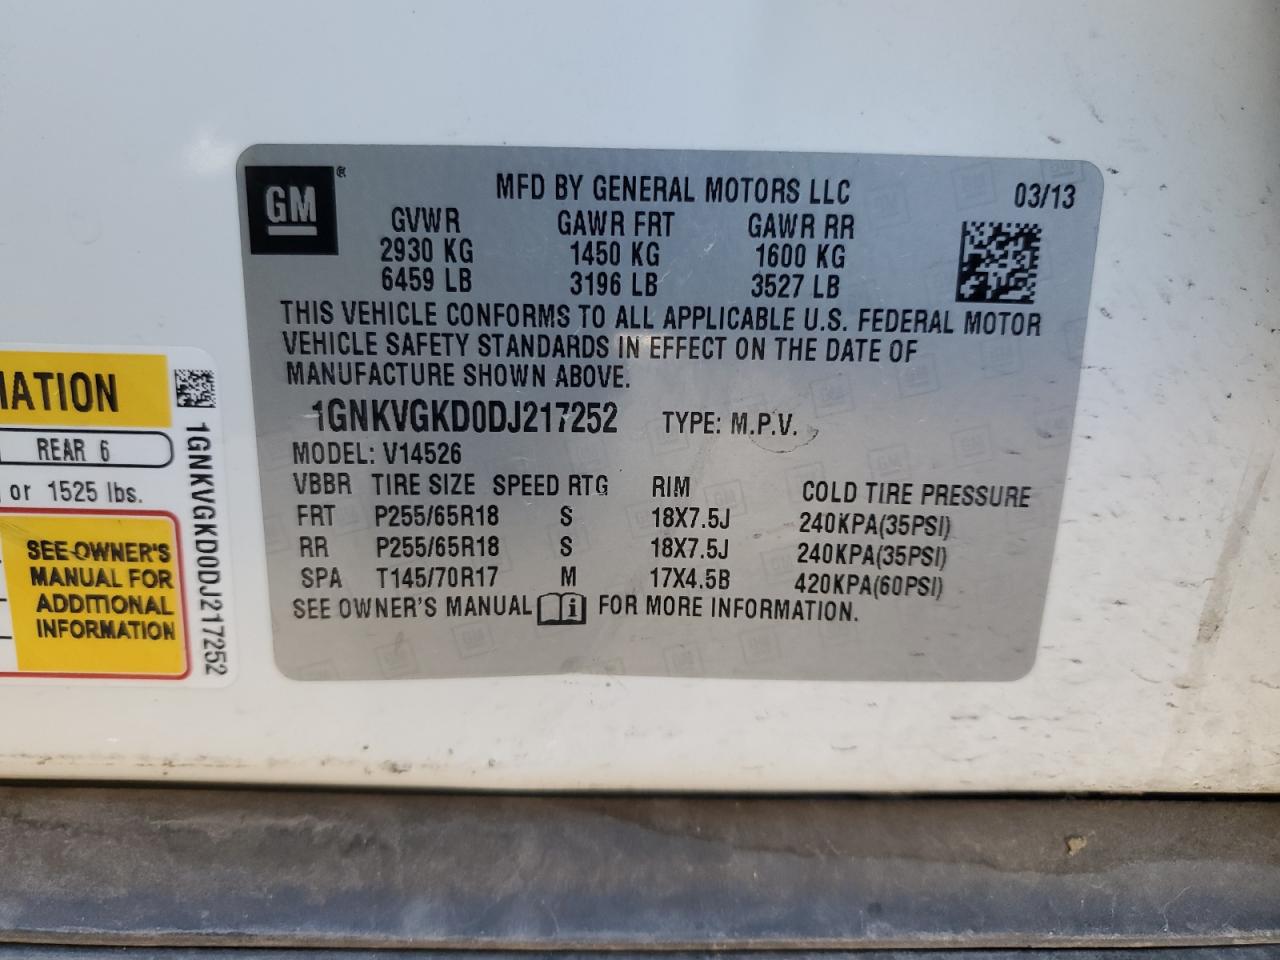 GM ®
MFD BY GENERAL MOTORS LLC 03/13
GVWR GAWR FRT GAWR RR
2930 KG 1450 KG 1600 KG
6459 LB 3196 LB 3527 LB
THIS VEHICLE CONFORMS TO ALL APPLICABLE U.S. FEDERAL MOTOR
VEHICLE SAFETY STANDARDS IN EFFECT ON THE DATE OF
MANUFACTURE SHOWN ABOVE.
1GNKVGKD0DJ217252 TYPE: M.P.V.
MODEL: V14526
VBBR TIRE SIZE SPEED RTG RIM COLD TIRE PRESSURE
FRT P255/65R18 S 18X7.5J 240KPA(35PSI)
RR P255/65R18 S 18X7.5J 240KPA(35PSI)
SPA T145/70R17 M 17X4.5B 420KPA(60PSI)
SEE OWNER'S MANUAL i FOR MORE INFORMATION.
MATION
REAR 6
or 1525 lbs.
SEE OWNER'S
MANUAL FOR
ADDITIONAL
INFORMATION
1GNKVGKD0DJ217252